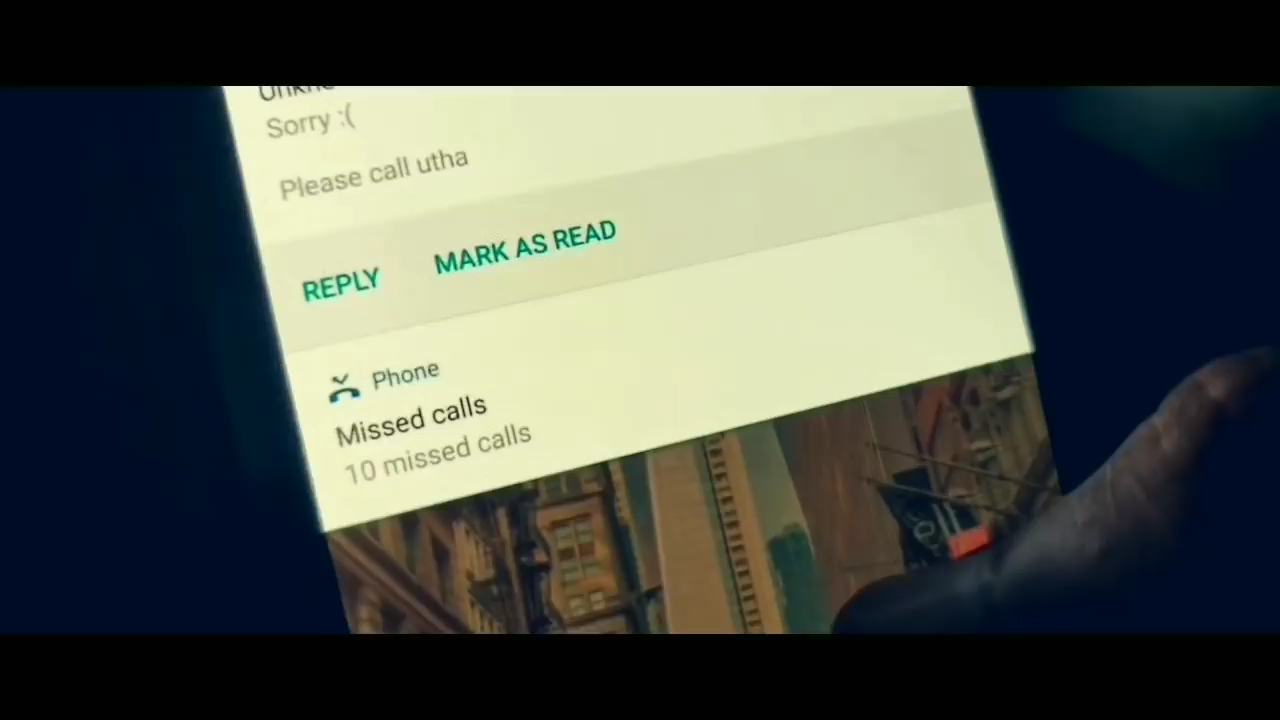 Sorry :(
Please call utha
REPLY MARK AS READ
Phone
Missed calls
10 missed calls